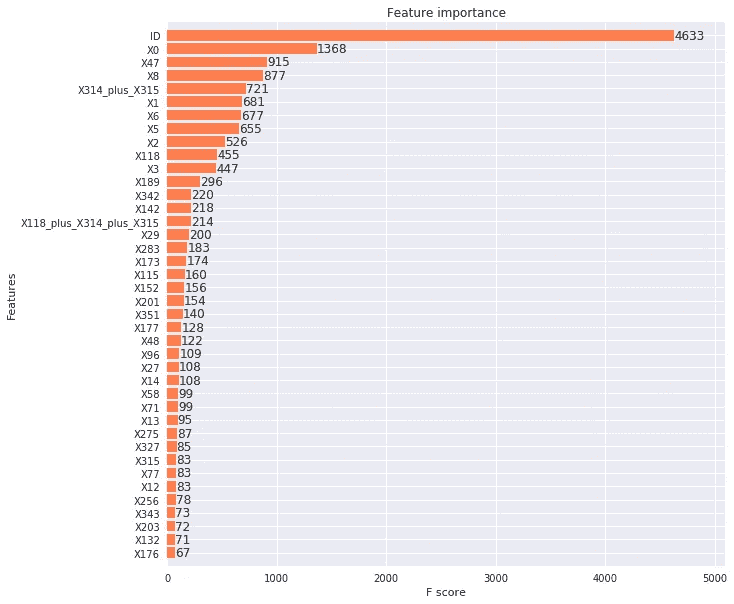 Feature importance
ID 4633
X0 1368
X47 915
X8 877
X314_plus_X315 721
X1 681
X6 677
X5 655
X2 526
X118 455
X3 447
X189 296
X342 220
X142 218
X118_plus_X314_plus_X315 214
X29 200
X283 183
X173 174
X115 160
X152 156
X201 154
X351 140
X177 128
X48 122
X96 109
X27 108
X14 108
X58 99
X71 99
X13 95
X275 87
X327 85
X315 83
X77 83
X12 83
X256 78
X343 73
X203 72
X132 71
X176 67
0 1000 2000 3000 4000 5000
F score
Features